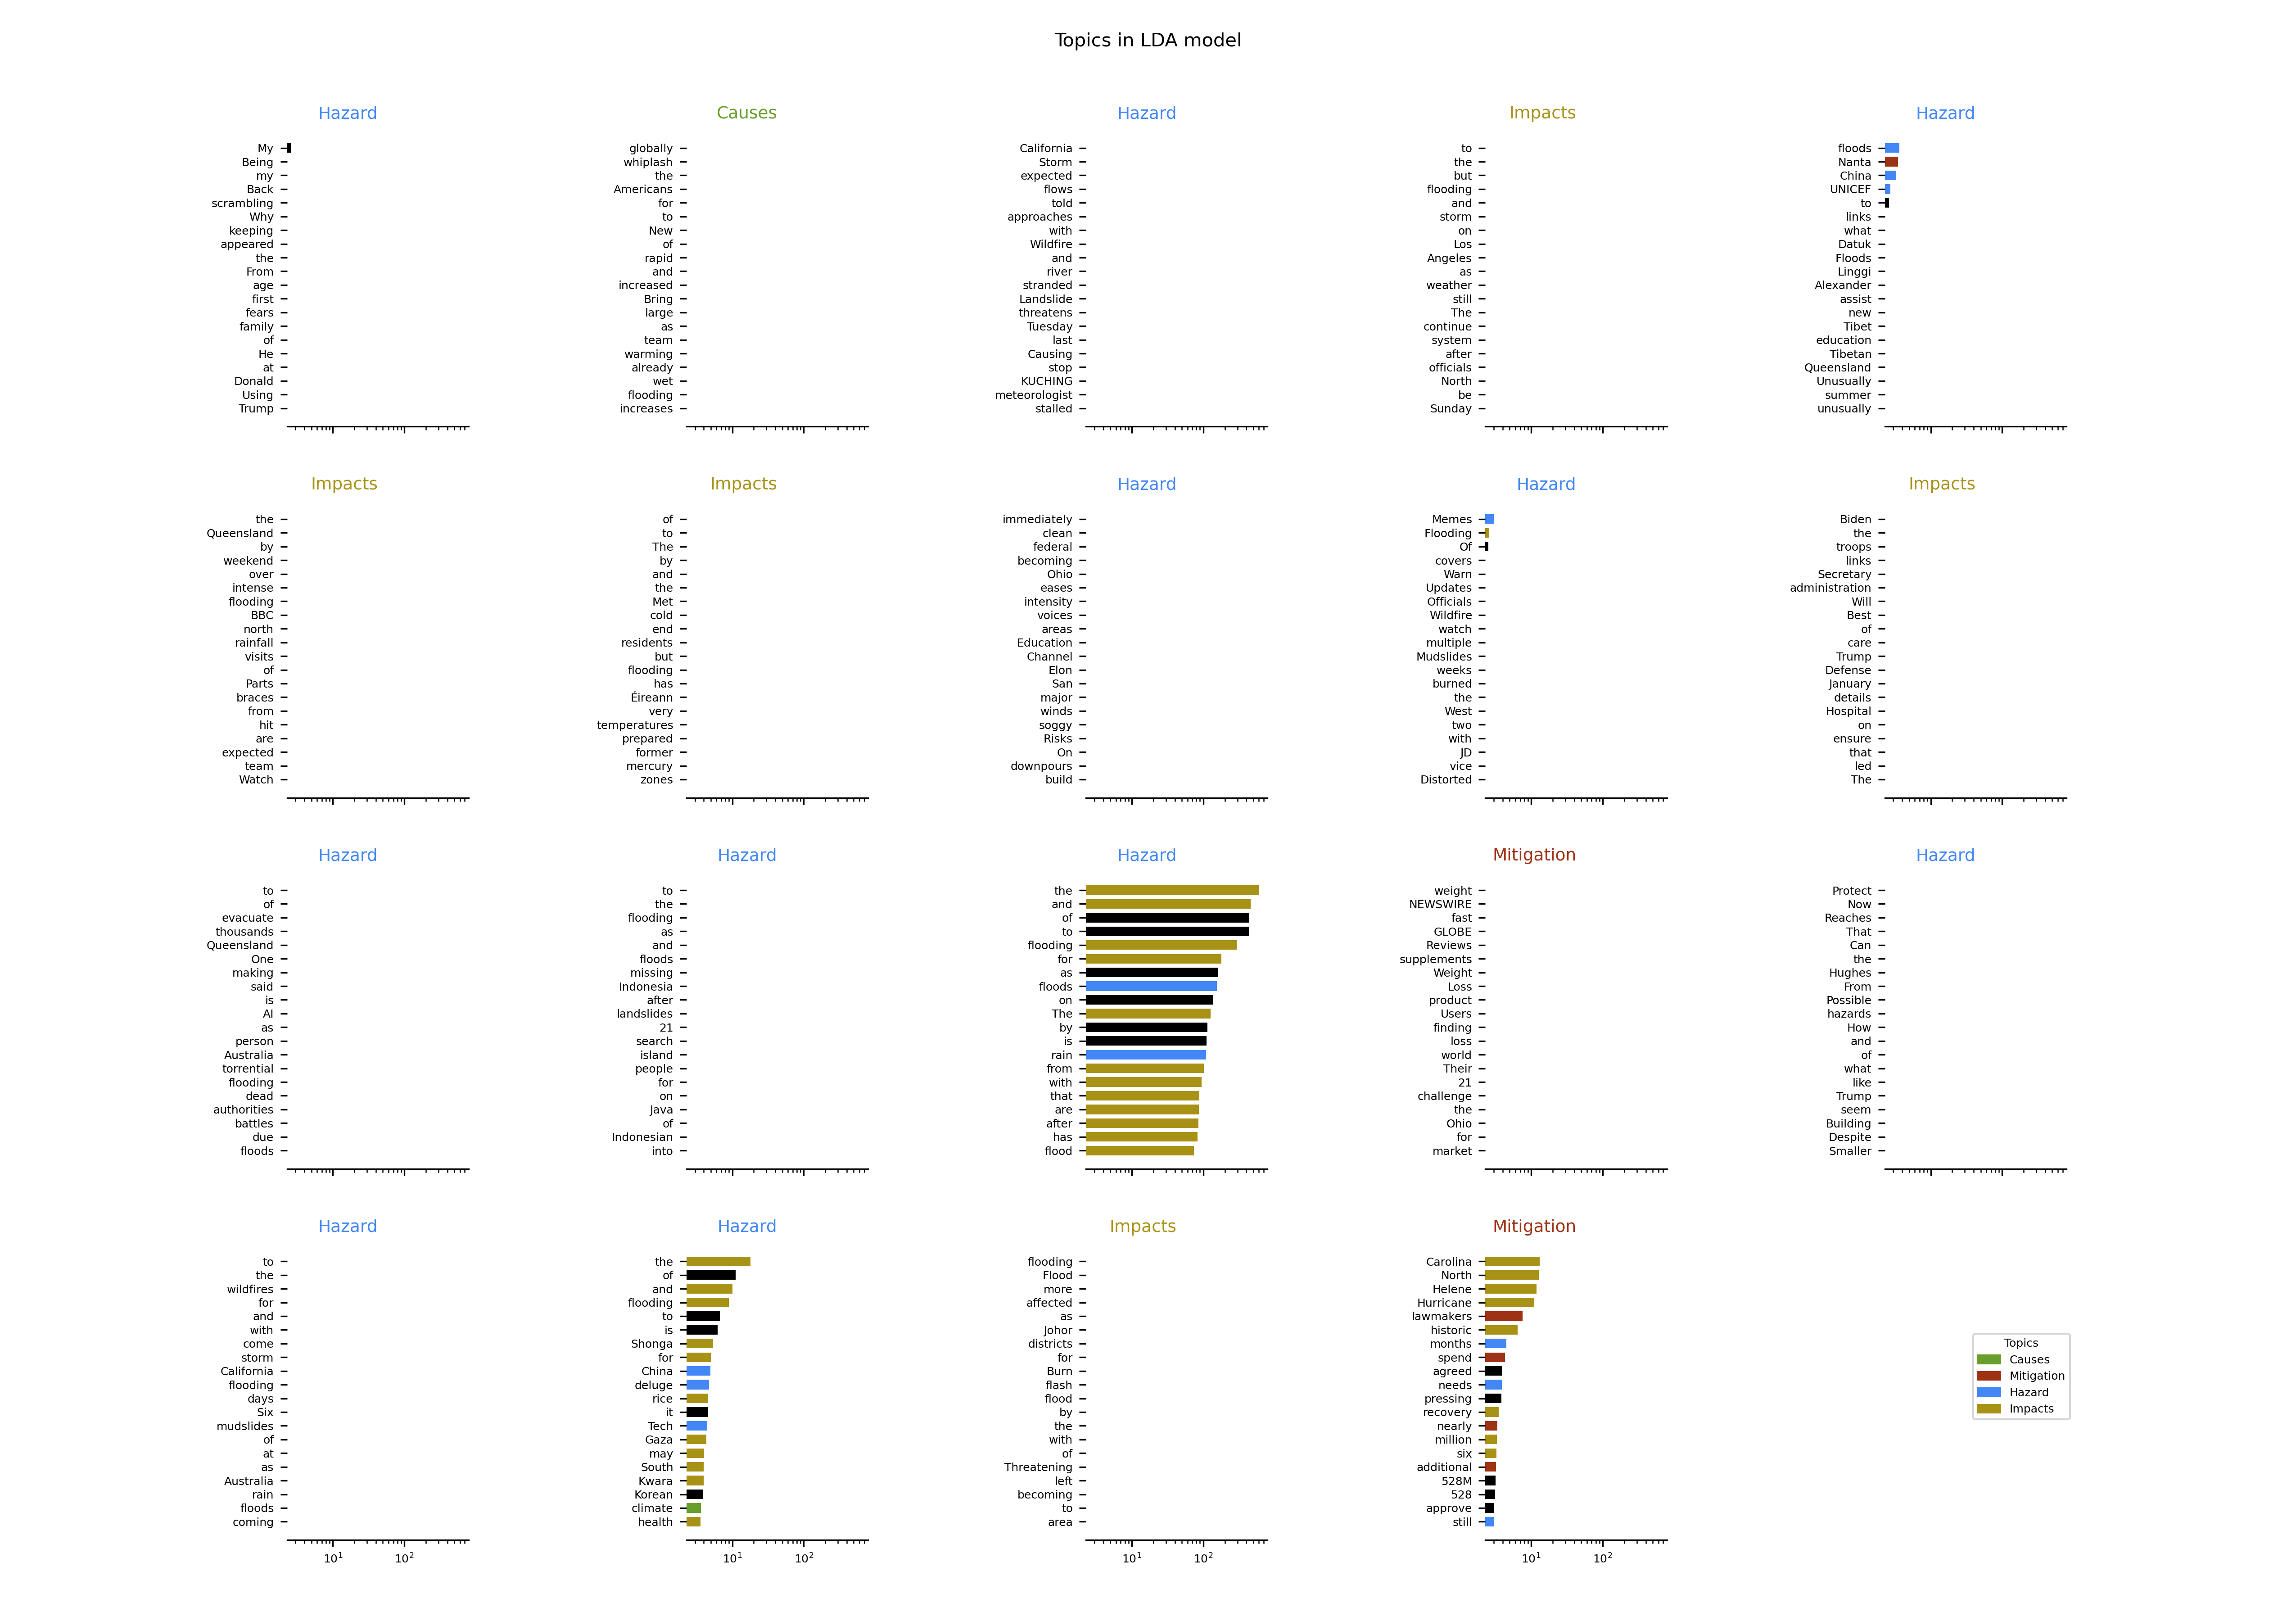 Topics in LDA model
Hazard
My
Being
my
Back
scrambling
Why
keeping
appeared
the
From
age
first
fears
family
of
He
at
Donald
Using
Trump
Causes
globally
whiplash
the
Americans
for
to
New
of
rapid
and
increased
Bring
large
as
team
warming
already
wet
flooding
increases
Hazard
California
Storm
expected
flows
told
approaches
with
Wildfire
and
river
stranded
Landslide
threatens
Tuesday
last
Causing
stop
KUCHING
meteorologist
stalled
Impacts
to
the
but
flooding
and
storm
on
Los
Angeles
as
weather
still
The
continue
system
after
officials
North
be
Sunday
Hazard
floods
Nanta
China
UNICEF
to
links
what
Datuk
Floods
Linggi
Alexander
assist
new
Tibet
education
Tibetan
Queensland
Unusually
summer
unusually
Impacts
the
Queensland
by
weekend
over
intense
flooding
BBC
north
rainfall
visits
of
Parts
braces
from
hit
are
expected
team
Watch
Impacts
of
to
The
by
and
the
Met
cold
end
residents
but
flooding
has
Éireann
very
temperatures
prepared
former
mercury
zones
Hazard
immediately
clean
federal
becoming
Ohio
eases
intensity
voices
areas
Education
Channel
Elon
San
major
winds
soggy
Risks
On
downpours
build
Hazard
Memes
Flooding
Of
covers
Warn
Updates
Officials
Wildfire
watch
multiple
Mudslides
weeks
burned
the
West
two
with
JD
vice
Distorted
Impacts
Biden
the
troops
links
Secretary
administration
Will
Best
of
care
Trump
Defense
January
details
Hospital
on
ensure
that
led
The
Hazard
to
of
evacuate
thousands
Queensland
One
making
said
is
AI
as
person
Australia
torrential
flooding
dead
authorities
battles
due
floods
Hazard
to
the
flooding
as
and
floods
missing
Indonesia
after
landslides
21
search
island
people
for
on
Java
of
Indonesian
into
Hazard
the
and
of
to
flooding
for
as
floods
on
The
by
is
rain
from
with
that
are
after
has
flood
Mitigation
weight
NEWSWIRE
fast
GLOBE
Reviews
supplements
Weight
Loss
product
Users
finding
loss
world
Their
21
challenge
the
Ohio
for
market
Hazard
Protect
Now
Reaches
That
Can
the
Hughes
From
Possible
hazards
How
and
of
what
like
Trump
seem
Building
Despite
Smaller
Hazard
to
the
wildfires
for
and
with
come
storm
California
flooding
days
Six
mudslides
of
at
as
Australia
rain
floods
coming
10¹ 10²
Hazard
the
of
and
flooding
to
is
Shonga
for
China
deluge
rice
it
Tech
Gaza
may
South
Kwara
Korean
climate
health
10¹ 10²
Impacts
flooding
Flood
more
affected
as
Johor
districts
for
Burn
flash
flood
by
the
with
of
Threatening
left
becoming
to
area
10¹ 10²
Mitigation
Carolina
North
Helene
Hurricane
lawmakers
historic
months
spend
agreed
needs
pressing
recovery
nearly
million
six
additional
528M
528
approve
still
10¹ 10²
Topics
Causes
Mitigation
Hazard
Impacts